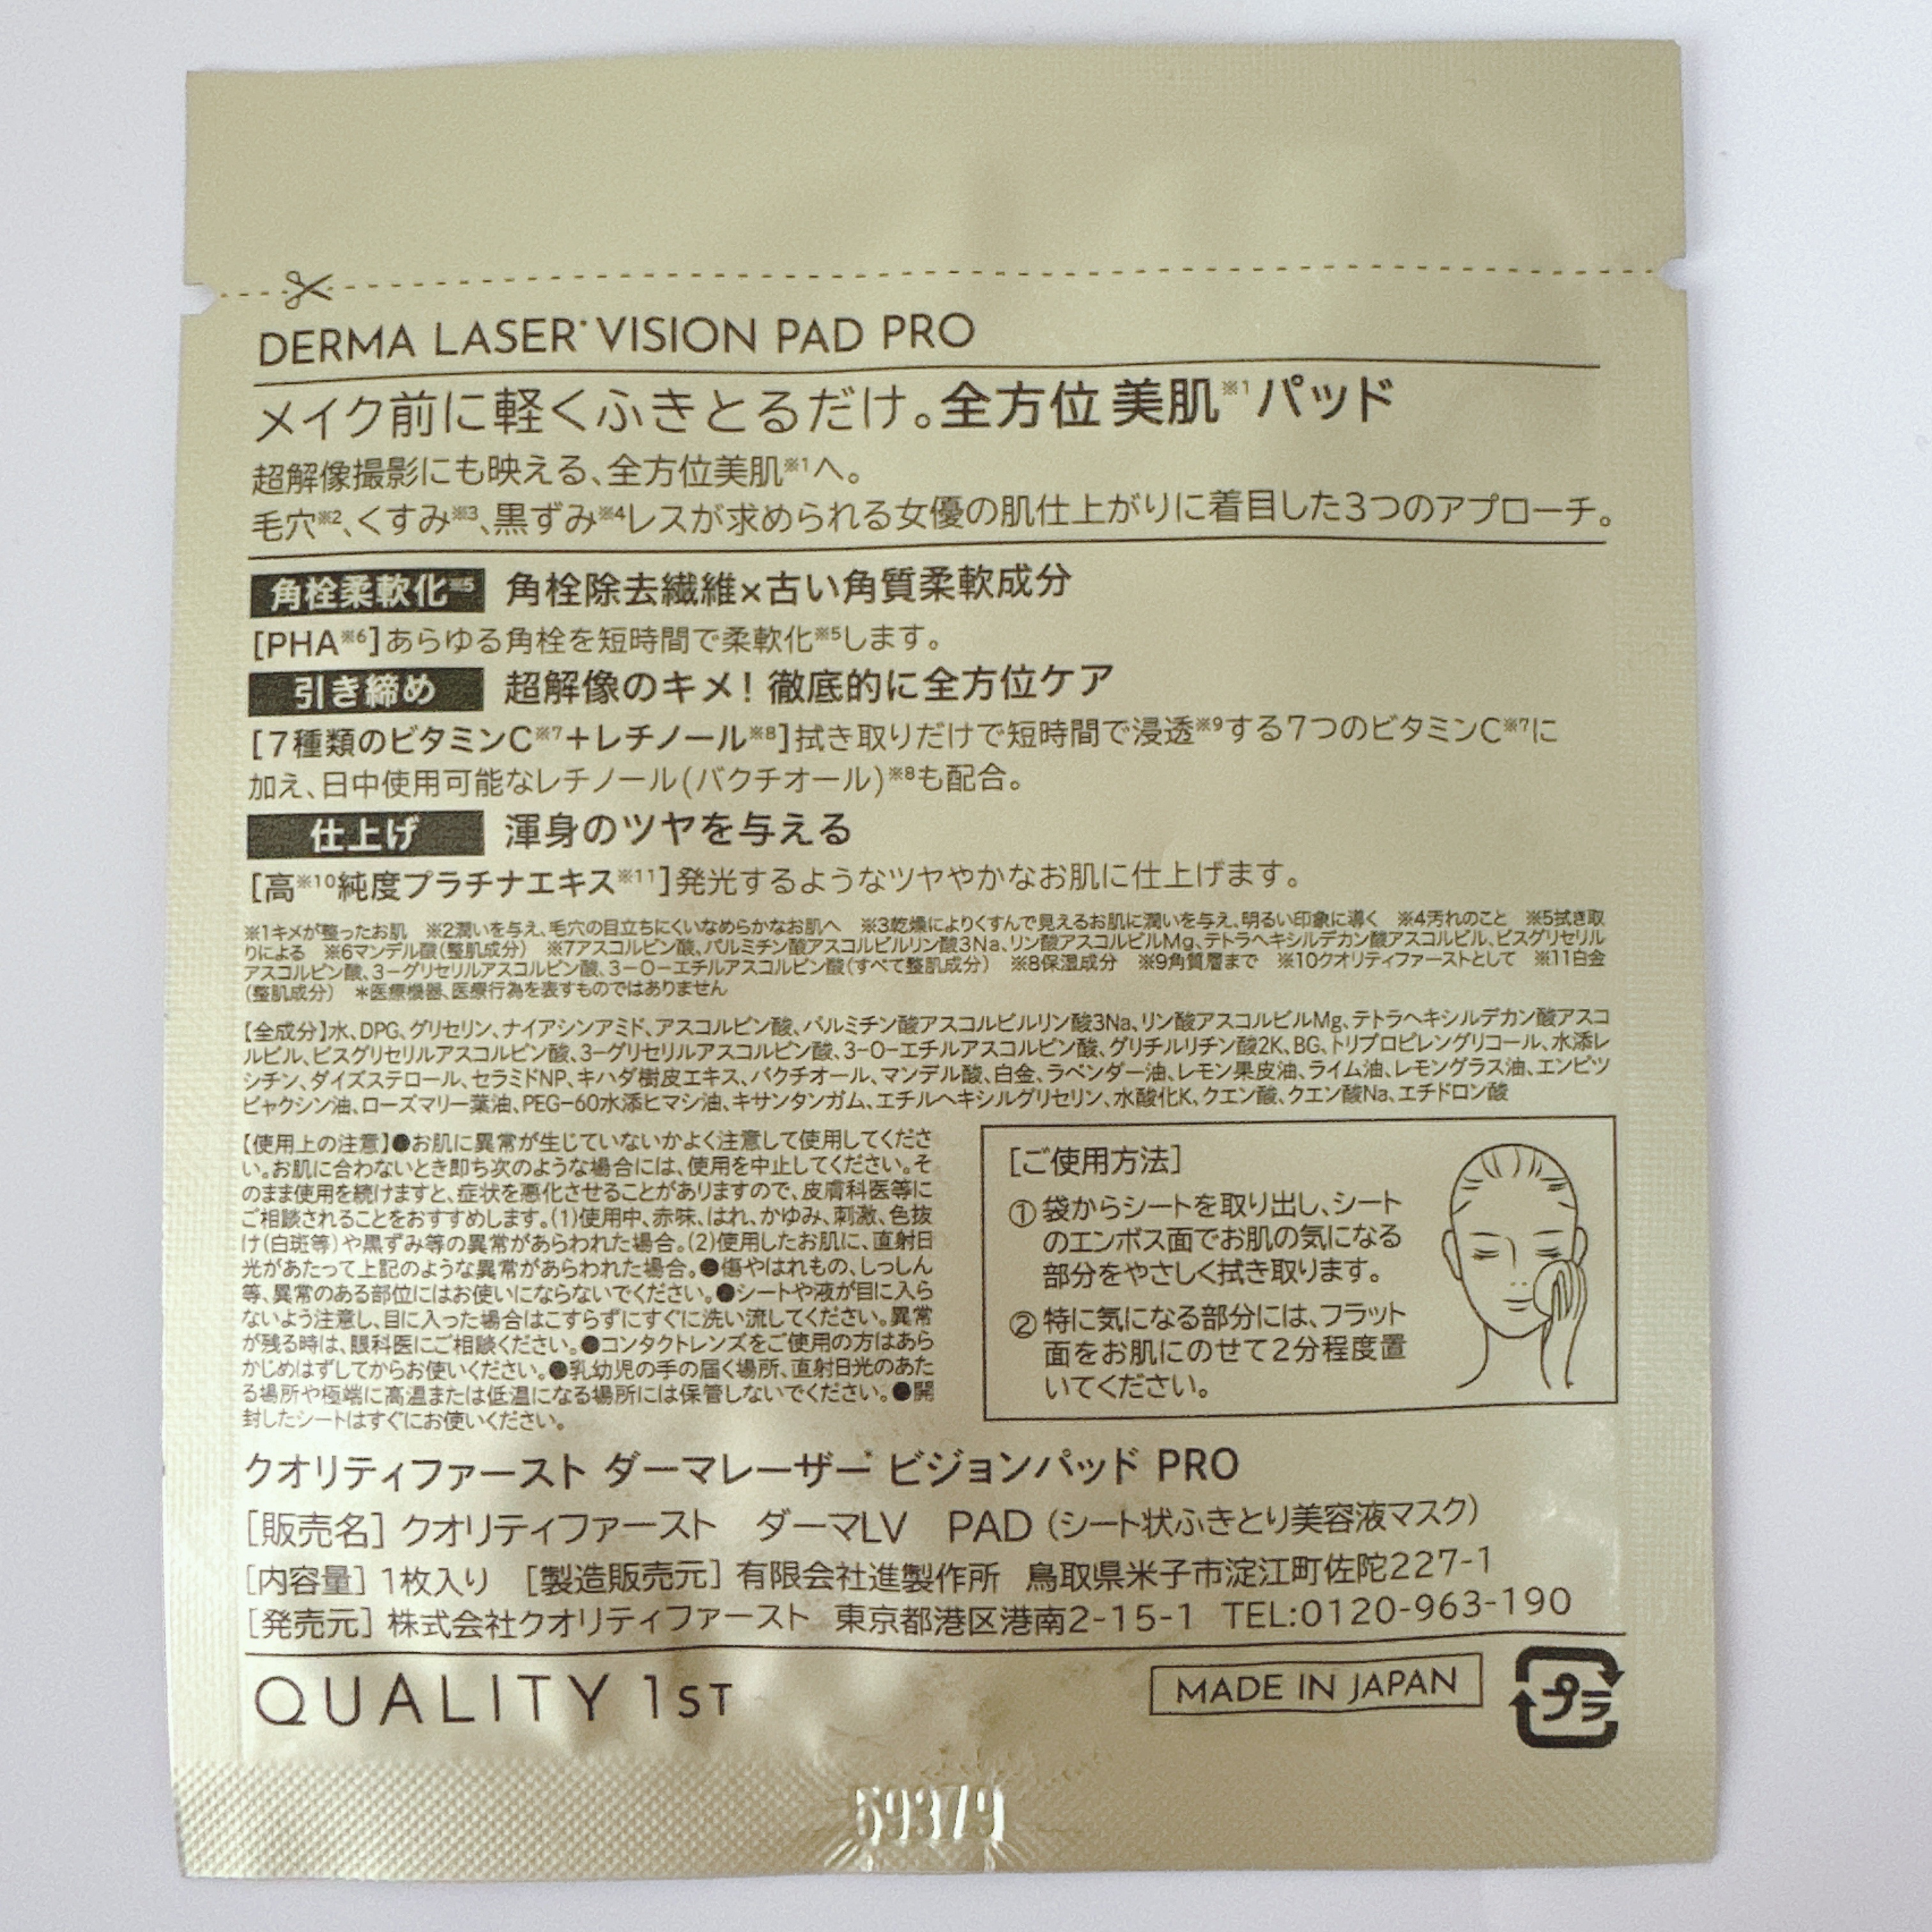 DERMA LASER* VISION PAD PRO
メイク前に軽くふきとるだけ。全方位 美肌※1パッド
超解像撮影にも映える、全方位美肌※1へ。
毛穴※2、くすみ※3、黒ずみ※4レスが求められる女優の肌仕上がりに着目した3つのアプローチ。
角栓柔軟化※5 角栓除去繊維×古い角質柔軟成分
[PHA※6]あらゆる角栓を短時間で柔軟化※5します。
引き締め 超解像のキメ！徹底的に全方位ケア
[7種類のビタミンC※7＋レチノール※8]拭き取りだけで短時間で浸透※9する7つのビタミンC※7に
加え、日中使用可能なレチノール(バクチオール)※8も配合。
仕上げ 渾身のツヤを与える
[高※10純度プラチナエキス※11]発光するようなツヤやかなお肌に仕上げます。
※1キメが整ったお肌 ※2潤いを与え、毛穴の目立ちにくいなめらかなお肌へ ※3乾燥によりくすんで見えるお肌に潤いを与え、明るい印象に導く ※4汚れのこと ※5拭き取
りによる ※6マンデル酸(整肌成分) ※7アスコルビン酸、パルミチン酸アスコルビルリン酸3Na、リン酸アスコルビルMg、テトラヘキシルデカン酸アスコルビル、ビスグリセリル
アスコルビン酸、3-グリセリルアスコルビン酸、3-O-エチルアスコルビン酸(すべて整肌成分) ※8保湿成分 ※9角質層まで ※10クオリティファーストとして ※11白金
(整肌成分) *医療機器、医療行為を表すものではありません
【全成分】水、DPG、グリセリン、ナイアシンアミド、アスコルビン酸、パルミチン酸アスコルビルリン酸3Na、リン酸アスコルビルMg、テトラヘキシルデカン酸アスコ
ルビル、ビスグリセリルアスコルビン酸、3-グリセリルアスコルビン酸、3-O-エチルアスコルビン酸、グリチルリチン酸2K、BG、トリプロピレングリコール、水添レ
シチン、ダイズステロール、セラミドNP、キハダ樹皮エキス、バクチオール、マンデル酸、白金、ラベンダー油、レモン果皮油、ライム油、レモングラス油、エンピツ
ビャクシン油、ローズマリー葉油、PEG-60水添ヒマシ油、キサンタンガム、エチルヘキシルグリセリン、水酸化K、クエン酸、クエン酸Na、エチドロン酸
【使用上の注意】●お肌に異常が生じていないかよく注意して使用してくださ
い。お肌に合わないとき即ち次のような場合には、使用を中止してください。そ
のまま使用を続けますと、症状を悪化させることがありますので、皮膚科医等に
ご相談されることをおすすめします。(1)使用中、赤味、はれ、かゆみ、刺激、色抜
け(白斑等)や黒ずみ等の異常があらわれた場合。(2)使用したお肌に、直射日
光があたって上記のような異常があらわれた場合。●傷やはれもの、しっしん
等、異常のある部位にはお使いにならないでください。●シートや液が目に入ら
ないよう注意し、目に入った場合はこすらずにすぐに洗い流してください。異常
が残る時は、眼科医にご相談ください。●コンタクトレンズをご使用の方はあら
かじめはずしてからお使いください。●乳幼児の手の届く場所、直射日光のあた
る場所や極端に高温または低温になる場所には保管しないでください。●開
封したシートはすぐにお使いください。
[ご使用方法]
①袋からシートを取り出し、シート
のエンボス面でお肌の気になる
部分をやさしく拭き取ります。
②特に気になる部分には、フラット
面をお肌にのせて2分程度置
いてください。
クオリティファースト ダーマレーザー* ビジョンパッド PRO
[販売名] クオリティファースト ダーマLV PAD (シート状ふきとり美容液マスク)
[内容量] 1枚入り [製造販売元] 有限会社進製作所 鳥取県米子市淀江町佐陀227-1
[発売元] 株式会社クオリティファースト 東京都港区港南2-15-1 TEL:0120-963-190
QUALITY 1ST
MADE IN JAPAN
プラ
69379